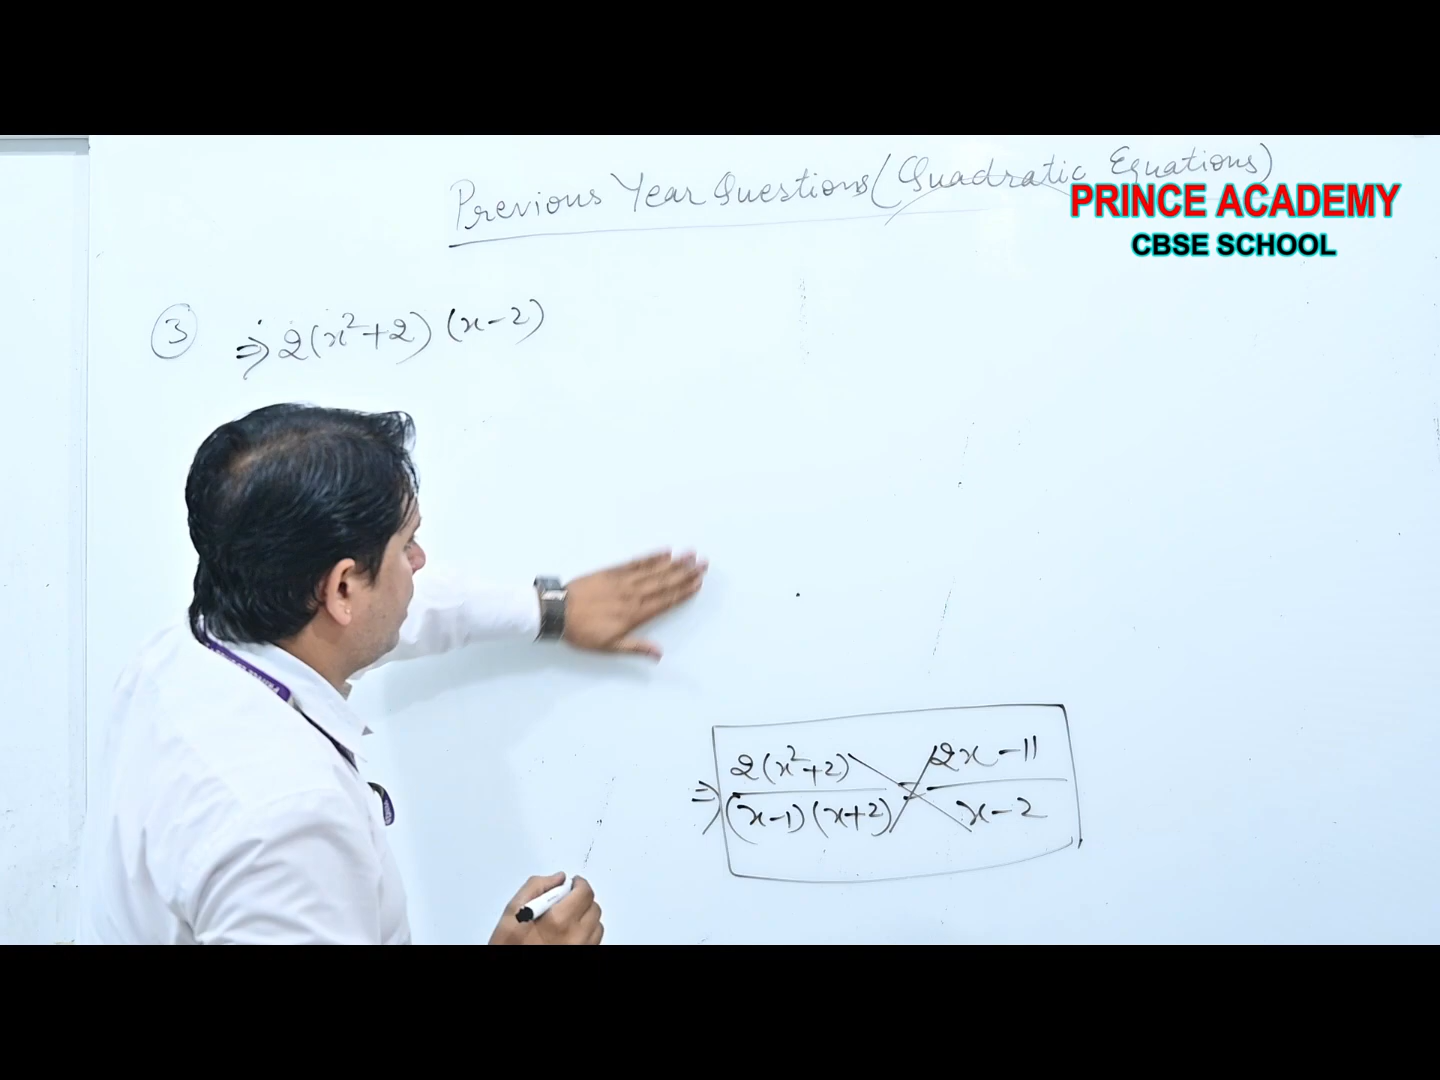 Previous Year Questions (Quadratic Equations)
PRINCE ACADEMY
CBSE SCHOOL
③ ⇒ 2(x²+2) (x-2)
⇒ 2(x²+2) / (x-1)(x+2) = 2x-11 / x-2